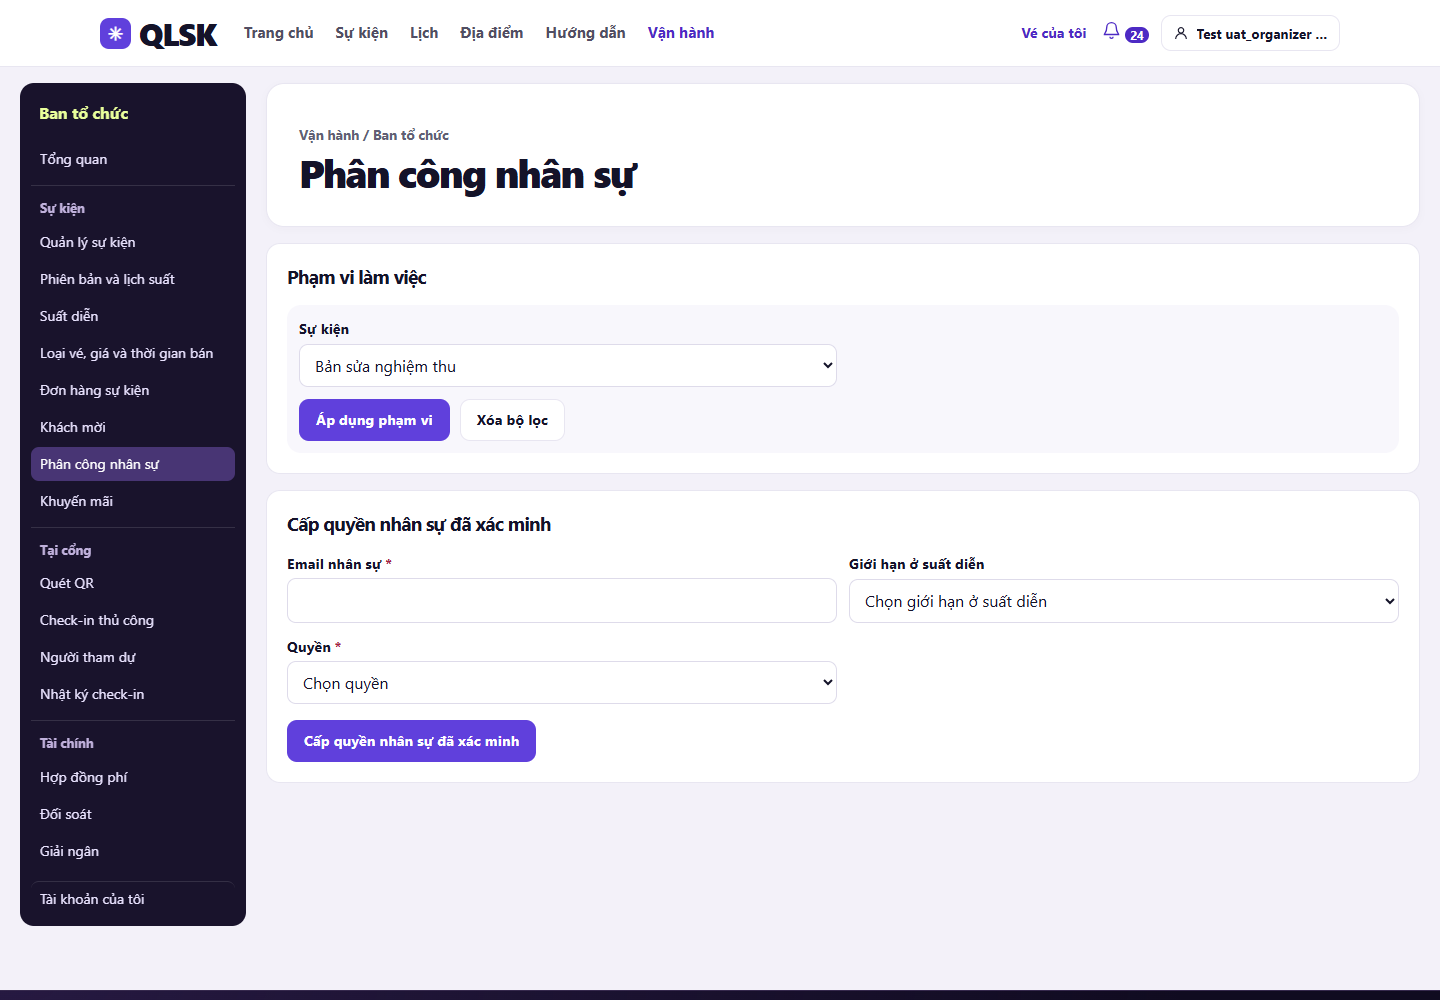 QLSK
Trang chủ
Sự kiện
Lịch
Địa điểm
Hướng dẫn
Vận hành
Vé của tôi
24
Test uat_organizer ...
Ban tổ chức
Tổng quan
Sự kiện
Quản lý sự kiện
Phiên bản và lịch suất
Suất diễn
Loại vé, giá và thời gian bán
Đơn hàng sự kiện
Khách mời
Phân công nhân sự
Khuyến mãi
Tại cổng
Quét QR
Check-in thủ công
Người tham dự
Nhật ký check-in
Tài chính
Hợp đồng phí
Đối soát
Giải ngân
Tài khoản của tôi
Vận hành / Ban tổ chức
Phân công nhân sự
Phạm vi làm việc
Sự kiện
Bản sửa nghiệm thu
Áp dụng phạm vi
Xóa bộ lọc
Cấp quyền nhân sự đã xác minh
Email nhân sự *
Giới hạn ở suất diễn
Chọn giới hạn ở suất diễn
Quyền *
Chọn quyền
Cấp quyền nhân sự đã xác minh